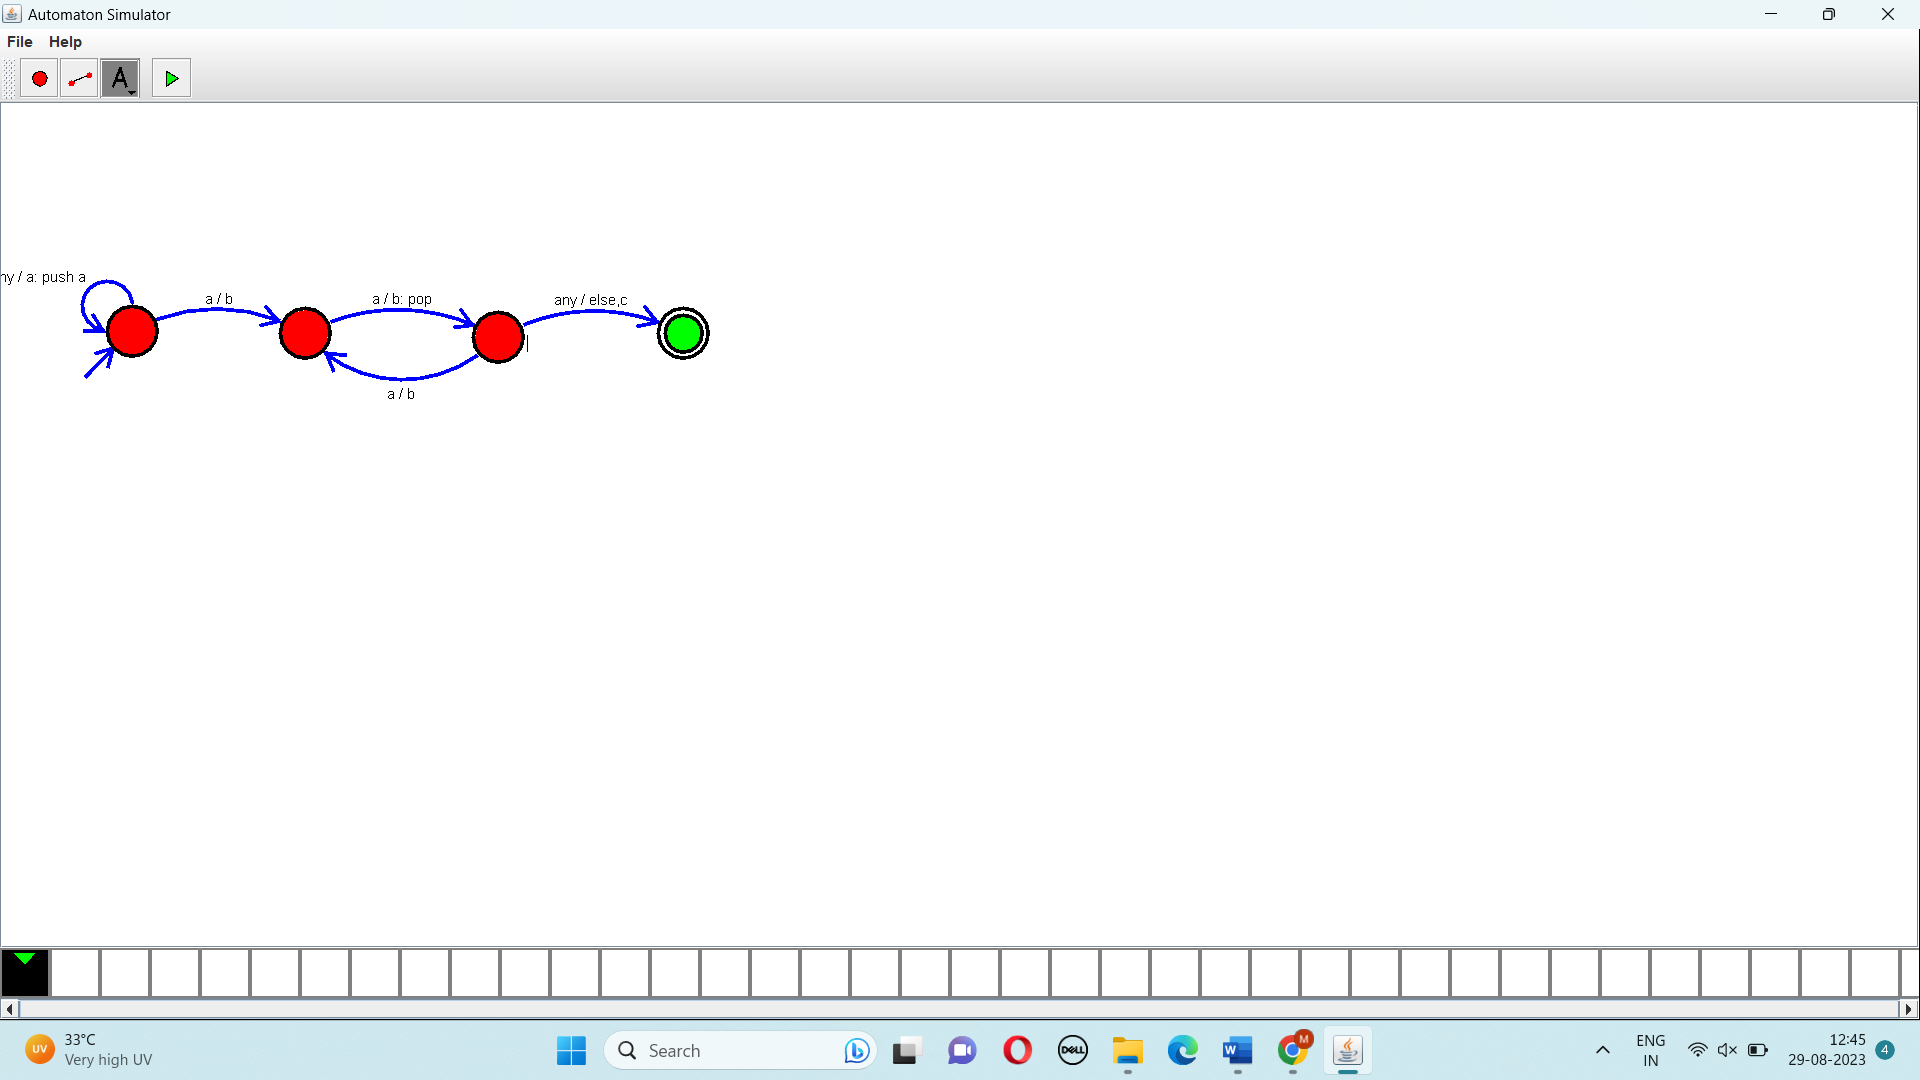 Automaton Simulator
File Help
A
ny / a: push a
a / b
a / b: pop
any / else,c
a / b
UV
33°C
Very high UV
Search
DELL
W
M
ENG
IN
12:45
29-08-2023
4